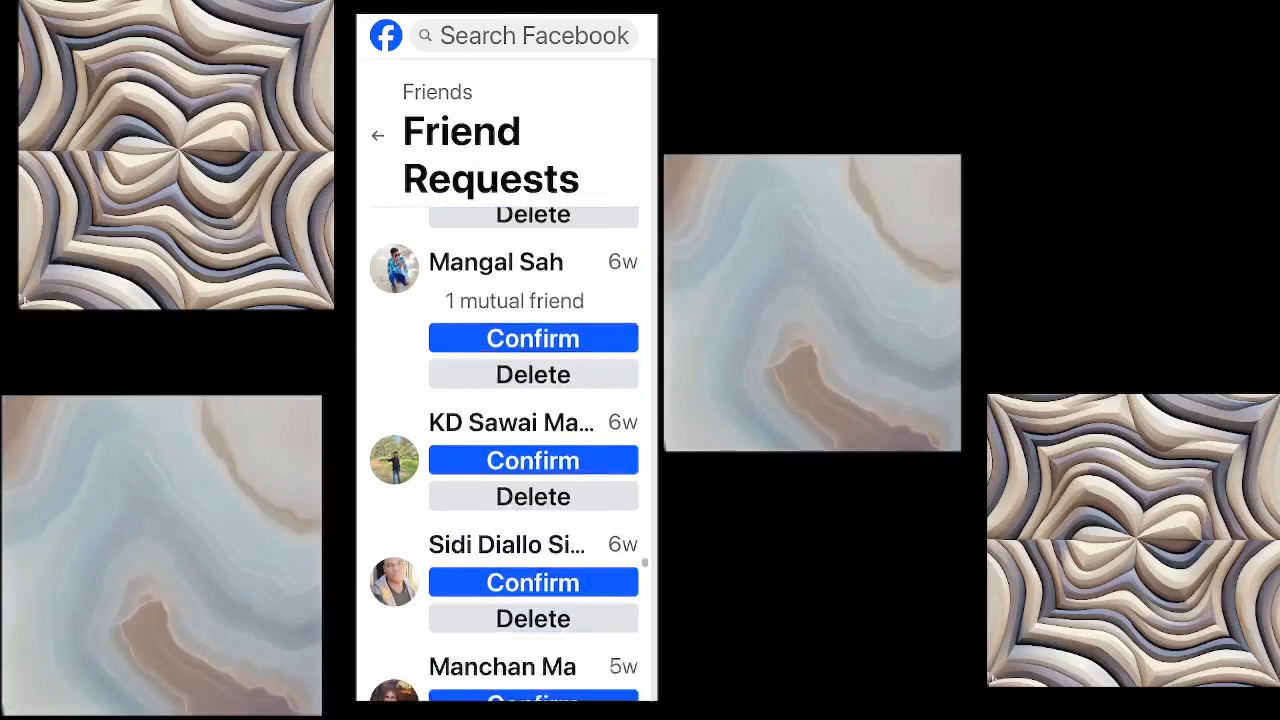 Search Facebook
Friends
Friend
Requests
Delete
Mangal Sah 6w
1 mutual friend
Confirm
Delete
KD Sawai Ma... 6w
Confirm
Delete
Sidi Diallo Si... 6w
Confirm
Delete
Manchan Ma 5w
Confirm